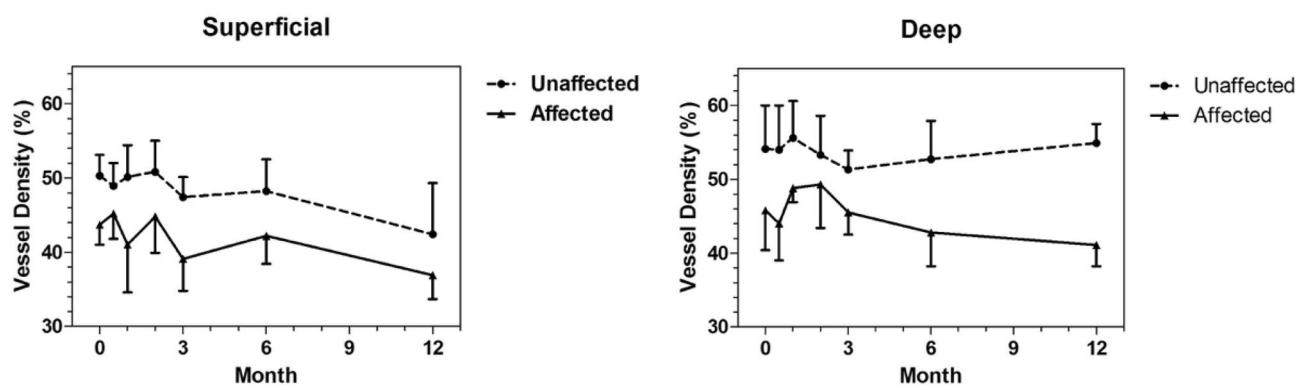 Superficial
Vessel Density (%)
60
50
40
30
0 3 6 9 12
Month
Unaffected
Affected
Deep
Vessel Density (%)
60
50
40
30
0 3 6 9 12
Month
Unaffected
Affected